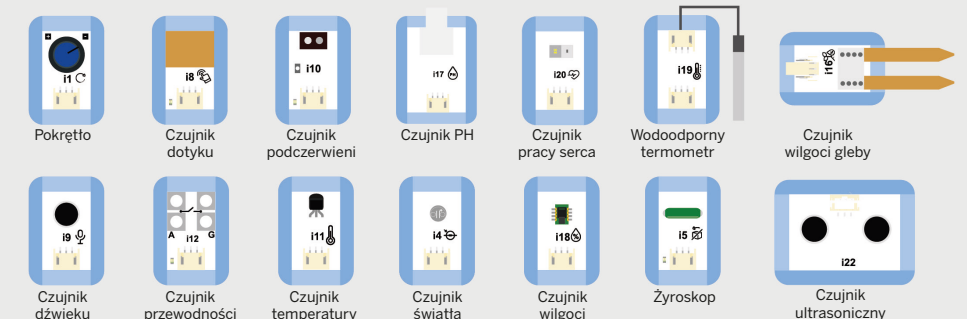 i1
i8
i10
i17 PH
i20
i19
i16
Pokrętło
Czujnik
dotyku
Czujnik
podczerwieni
Czujnik PH
Czujnik
pracy serca
Wodoodporny
termometr
Czujnik
wilgoci gleby
i9
A i12 G
i11
i4
i18
i5
i22
Czujnik
dźwięku
Czujnik
przewodności
Czujnik
temperatury
Czujnik
światła
Czujnik
wilgoci
Żyroskop
Czujnik
ultrasoniczny